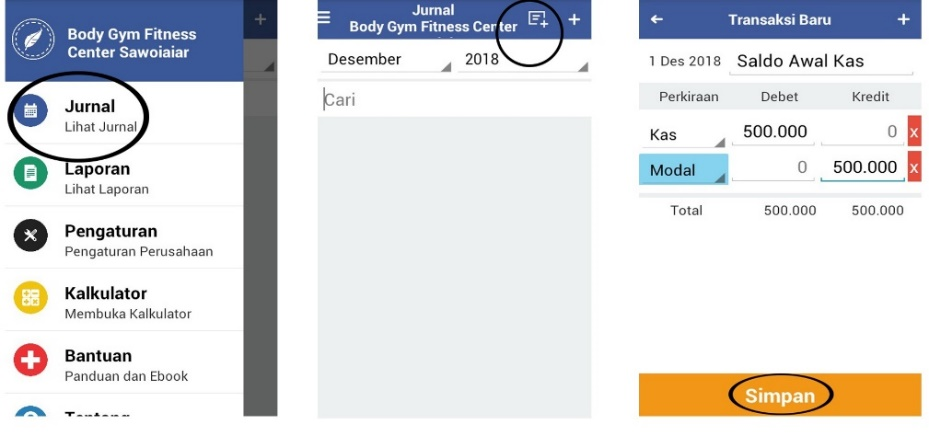 Body Gym Fitness
Center Sawoiaiar
+
Jurnal
Lihat Jurnal
Laporan
Lihat Laporan
Pengaturan
Pengaturan Perusahaan
Kalkulator
Membuka Kalkulator
Bantuan
Panduan dan Ebook
Jurnal
Body Gym Fitness Center
+
Desember 2018
Cari
Transaksi Baru +
1 Des 2018 Saldo Awal Kas
Perkiraan Debet Kredit
Kas 500.000 0 X
Modal 0 500.000 X
Total 500.000 500.000
Simpan